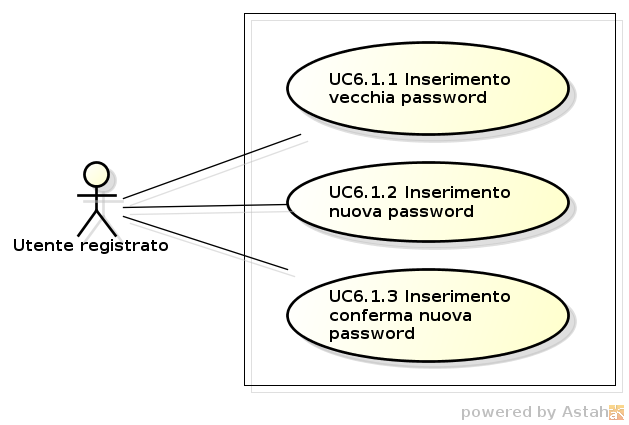 UC6.1.1 Inserimento
vecchia password
UC6.1.2 Inserimento
nuova password
Utente registrato
UC6.1.3 Inserimento
conferma nuova
password
powered by Astah